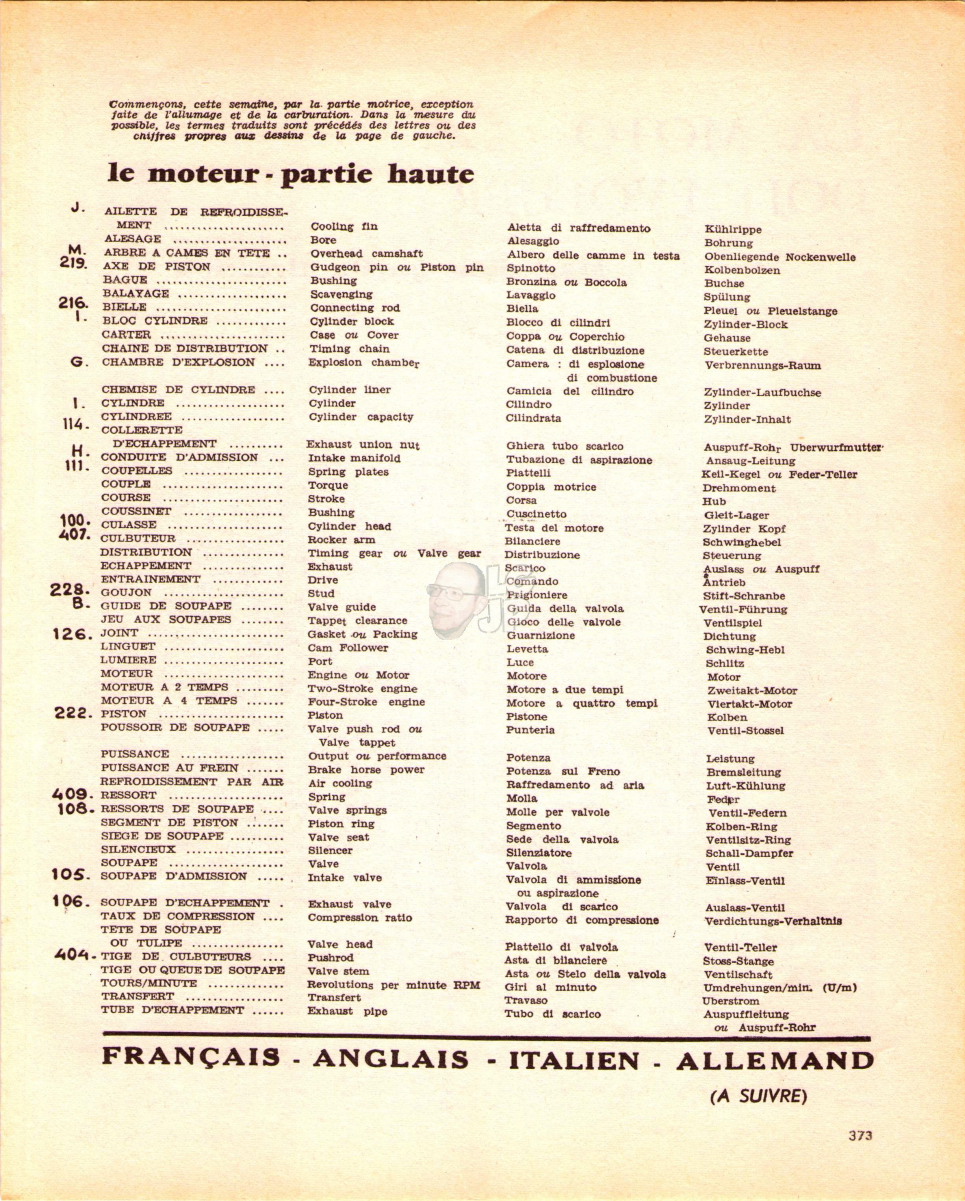 Commençons, cette semaine, par la partie motrice, exception
faite de l'allumage et de la carburation. Dans la mesure du
possible, les termes traduits sont précédés des lettres ou des
chiffres propres aux dessins de la page de gauche.
le moteur - partie haute
J. AILETTE DE REFROIDISSE-
MENT ...................... Cooling fin Aletta di raffredamento Kühlrippe
ALESAGE ..................... Bore Alesaggio Bohrung
M. ARBRE A CAMES EN TETE .. Overhead camshaft Albero delle camme in testa Obenliegende Nockenwelle
219. AXE DE PISTON ............ Gudgeon pin ou Piston pin Spinotto Kolbenbolzen
BAGUE ........................ Bushing Bronzina ou Boccola Buchse
BALAYAGE .................... Scavenging Lavaggio Spülung
216. BIELLE ........................ Connecting rod Biella Pleuel ou Pleuelstange
I. BLOC CYLINDRE ............. Cylinder block Blocco di cilindri Zylinder-Block
CARTER ....................... Case ou Cover Coppa ou Coperchio Gehause
CHAINE DE DISTRIBUTION .. Timing chain Catena di distribuzione Steuerkette
G. CHAMBRE D'EXPLOSION .... Explosion chamber Camera : di esplosione Verbrennungs-Raum
di combustione
CHEMISE DE CYLINDRE .... Cylinder liner Camicia del cilindro Zylinder-Laufbuchse
I. CYLINDRE .................... Cylinder Cilindro Zylinder
CYLINDREE ................... Cylinder capacity Cilindrata Zylinder-Inhalt
114. COLLERETTE
D'ECHAPPEMENT .......... Exhaust union nut Ghiera tubo scarico Auspuff-Rohr Uberwurfmutter
H. CONDUITE D'ADMISSION ... Intake manifold Tubazione di aspirazione Ansaug-Leitung
111. COUPELLES .................. Spring plates Piattelli Keil-Kegel ou Feder-Teller
COUPLE ....................... Torque Coppia motrice Drehmoment
COURSE ....................... Stroke Corsa Hub
COUSSINET ................... Bushing Cuscinetto Gleit-Lager
100. CULASSE ..................... Cylinder head Testa del motore Zylinder Kopf
407. CULBUTEUR .................. Rocker arm Bilanciere Schwinghebel
DISTRIBUTION ............... Timing gear ou Valve gear Distribuzione Steuerung
ECHAPPEMENT ................ Exhaust Scarico Auslass ou Auspuff
ENTRAINEMENT .............. Drive Comando Antrieb
228. GOUJON ....................... Stud Prigioniere Stift-Schranbe
B. GUIDE DE SOUPAPE ........ Valve guide Guida della valvola Ventil-Führung
JEU AUX SOUPAPES ........ Tappet clearance Gioco delle valvole Ventilspiel
126. JOINT ......................... Gasket ou Packing Guarnizione Dichtung
LINGUET ...................... Cam Follower Levetta Schwing-Hebl
LUMIERE ...................... Port Luce Schlitz
MOTEUR ....................... Engine ou Motor Motore Motor
MOTEUR A 2 TEMPS ......... Two-Stroke engine Motore a due tempi Zweitakt-Motor
MOTEUR A 4 TEMPS ....... Four-Stroke engine Motore a quattro tempi Viertakt-Motor
222. PISTON ....................... Piston Pistone Kolben
POUSSOIR DE SOUPAPE ..... Valve push rod ou Punteria Ventil-Stossel
Valve tappet
PUISSANCE ................... Output ou performance Potenza Leistung
PUISSANCE AU FREIN ....... Brake horse power Potenza sul Freno Bremsleitung
REFROIDISSEMENT PAR AIR Air cooling Raffredamento ad aria Luft-Kühlung
409. RESSORT ..................... Spring Molla Feder
108. RESSORTS DE SOUPAPE .... Valve springs Molle per valvole Ventil-Federn
SEGMENT DE PISTON ....... Piston ring Segmento Kolben-Ring
SIEGE DE SOUPAPE .......... Valve seat Sede della valvola Ventilsitz-Ring
SILENCIEUX .................. Silencer Silenziatore Schall-Dampfer
SOUPAPE ..................... Valve Valvola Ventil
105. SOUPAPE D'ADMISSION ..... Intake valve Valvola di ammissione Einlass-Ventil
ou aspirazione
106. SOUPAPE D'ECHAPPEMENT . Exhaust valve Valvola di scarico Auslass-Ventil
TAUX DE COMPRESSION .... Compression ratio Rapporto di compressione Verdichtungs-Verhaltnis
TETE DE SOUPAPE
OU TULIPE ................. Valve head Piattello di valvola Ventil-Teller
404. TIGE DE CULBUTEURS .... Pushrod Asta di bilanciere Stoss-Stange
TIGE OU QUEUE DE SOUPAPE Valve stem Asta ou Stelo della valvola Ventilschaft
TOURS/MINUTE .............. Revolutions per minute RPM Giri al minuto Umdrehungen/min. (U/m)
TRANSFERT .................. Transfert Travaso Uberstrom
TUBE D'ECHAPPEMENT ...... Exhaust pipe Tubo di scarico Auspuffleitung
ou Auspuff-Rohr
FRANÇAIS - ANGLAIS - ITALIEN - ALLEMAND
(A SUIVRE)
373